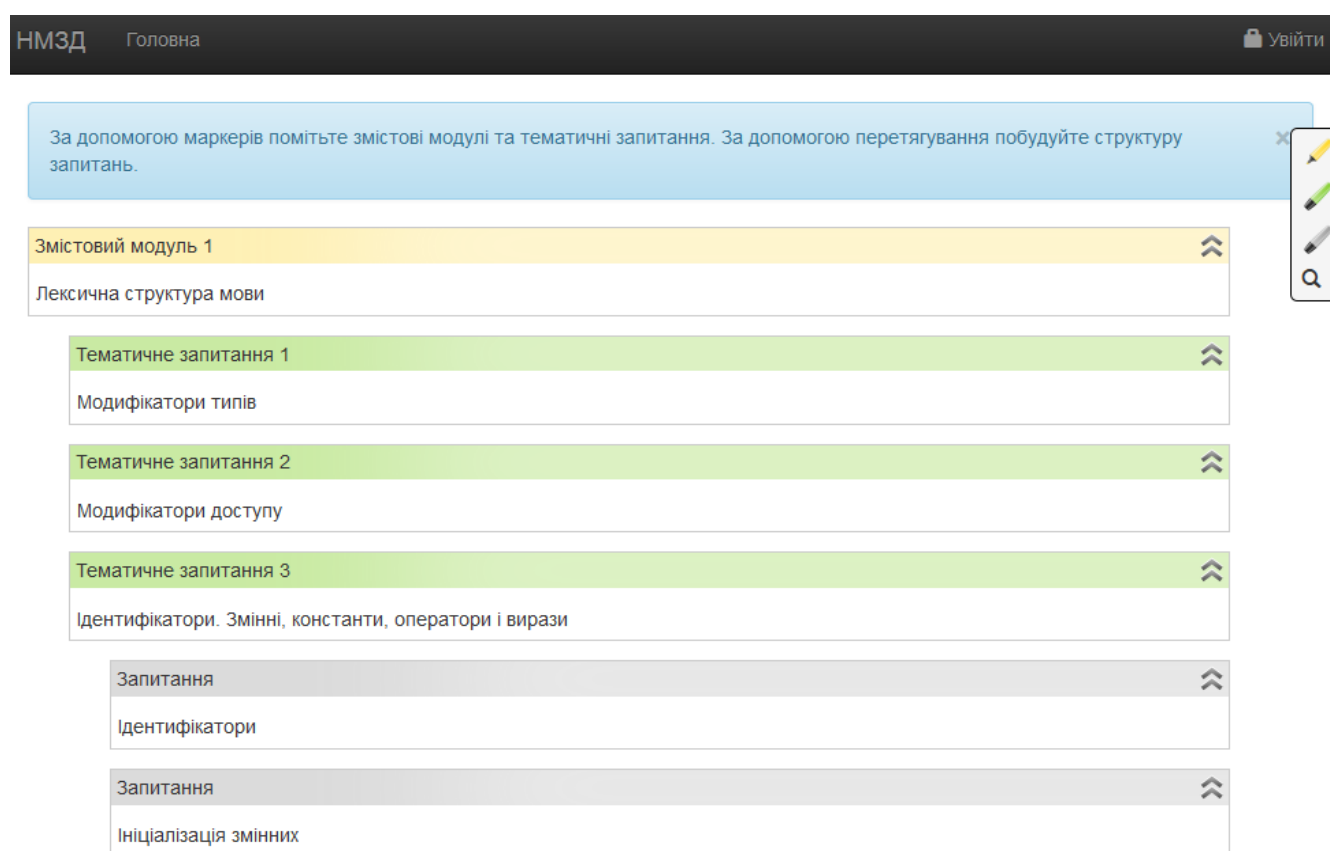 НМЗД Головна Увійти
За допомогою маркерів помітьте змістові модулі та тематичні запитання. За допомогою перетягування побудуйте структуру
запитань.
Змістовий модуль 1
Лексична структура мови
Тематичне запитання 1
Модифікатори типів
Тематичне запитання 2
Модифікатори доступу
Тематичне запитання 3
Ідентифікатори. Змінні, константи, оператори і вирази
Запитання
Ідентифікатори
Запитання
Ініціалізація змінних